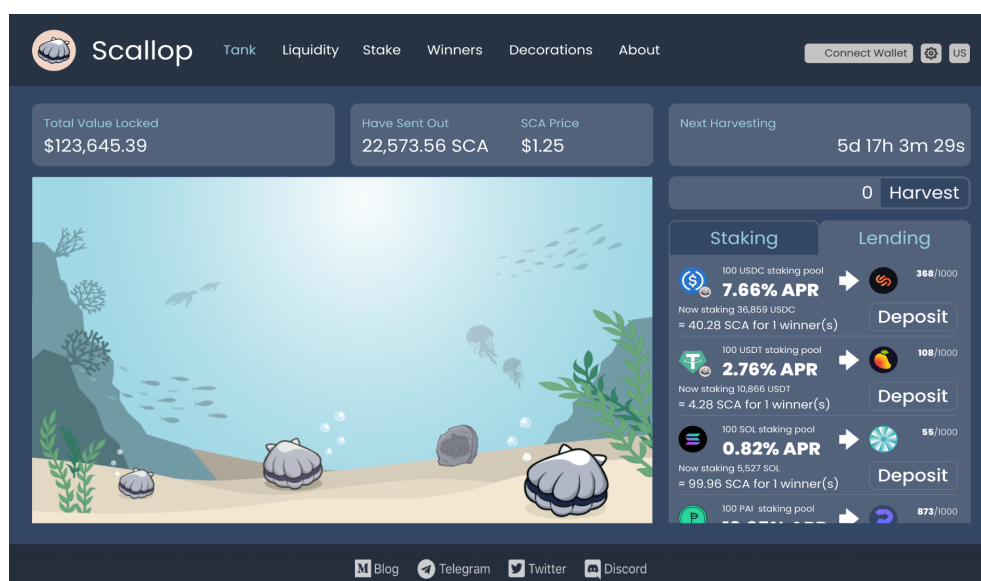 Scallop
Tank Liquidity Stake Winners Decorations About
Connect Wallet US
Total Value Locked
$123,645.39
Have Sent Out SCA Price
22,573.56 SCA $1.25
Next Harvesting
5d 17h 3m 29s
0 Harvest
Staking Lending
100 USDC staking pool 368/1000
7.66% APR
Now staking 36,859 USDC
≈ 40.28 SCA for 1 winner(s) Deposit
100 USDT staking pool 108/1000
2.76% APR
Now staking 10,866 USDT
≈ 4.28 SCA for 1 winner(s) Deposit
100 SOL staking pool 55/1000
0.82% APR
Now staking 5,527 SOL
≈ 99.96 SCA for 1 winner(s) Deposit
100 PAI staking pool 873/1000
Blog Telegram Twitter Discord